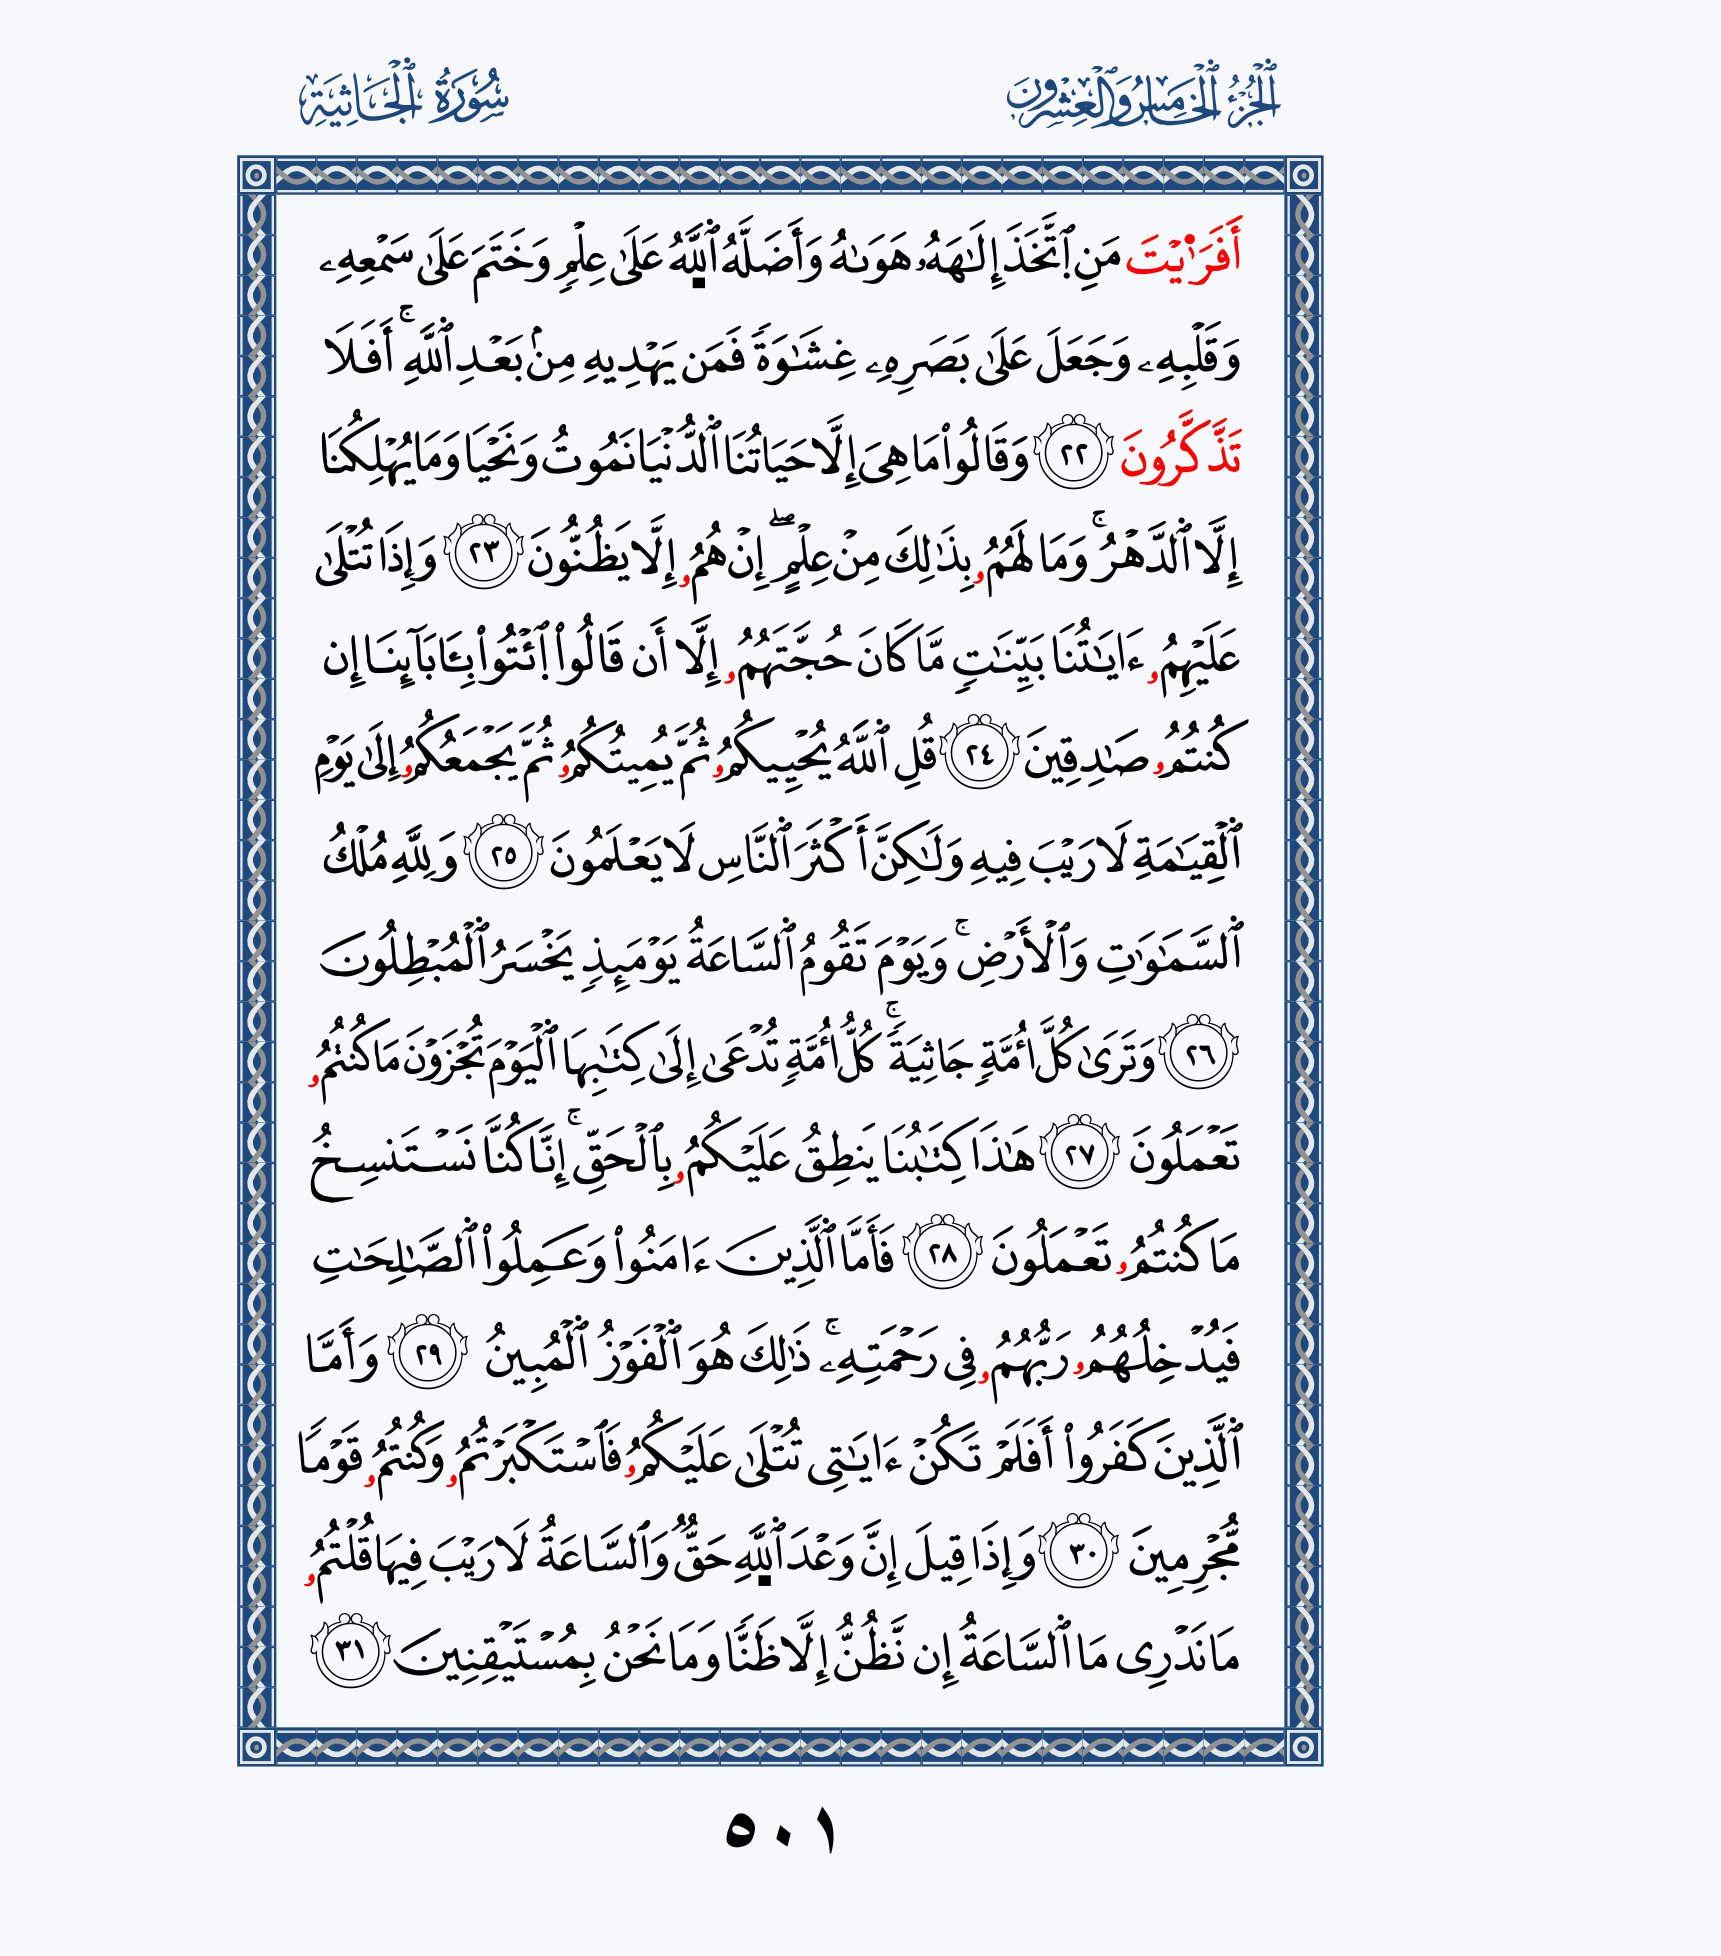 سُورَةُ ٱلْجَاثِيَةِ ٱلْجُزْءُ ٱلْخَامِسُ وَٱلْعِشْرُونَ
أَفَرَٰيْتَ مَنِ ٱتَّخَذَ إِلَٰهَهُۥ هَوَىٰهُ وَأَضَلَّهُ ٱللَّهُ عَلَىٰ عِلْمٍ وَخَتَمَ عَلَىٰ سَمْعِهِۦ
وَقَلْبِهِۦ وَجَعَلَ عَلَىٰ بَصَرِهِۦ غِشَٰوَةً فَمَن يَهْدِيهِ مِنۢ بَعْدِ ٱللَّهِ ۚ أَفَلَا
تَذَّكَّرُونَ ٢٢ وَقَالُوا۟ مَا هِيَ إِلَّا حَيَاتُنَا ٱلدُّنْيَا نَمُوتُ وَنَحْيَا وَمَا يُهْلِكُنَا
إِلَّا ٱلدَّهْرُ ۚ وَمَا لَهُمُۥ بِذَٰلِكَ مِنْ عِلْمٍ ۖ إِنْ هُمُۥ إِلَّا يَظُنُّونَ ٢٣ وَإِذَا تُتْلَىٰ
عَلَيْهِمُۥ ءَايَٰتُنَا بَيِّنَٰتٍ مَّا كَانَ حُجَّتَهُمُۥ إِلَّا أَن قَالُوا۟ ٱئْتُوا۟ بِـَٔابَآئِنَا إِن
كُنتُمُۥ صَٰدِقِينَ ٢٤ قُلِ ٱللَّهُ يُحْيِيكُمُۥ ثُمَّ يُمِيتُكُمُۥ ثُمَّ يَجْمَعُكُمُۥ إِلَىٰ يَوْمِ
ٱلْقِيَٰمَةِ لَا رَيْبَ فِيهِ وَلَٰكِنَّ أَكْثَرَ ٱلنَّاسِ لَا يَعْلَمُونَ ٢٥ وَلِلَّهِ مُلْكُ
ٱلسَّمَٰوَٰتِ وَٱلْأَرْضِ ۚ وَيَوْمَ تَقُومُ ٱلسَّاعَةُ يَوْمَئِذٍ يَخْسَرُ ٱلْمُبْطِلُونَ
٢٦ وَتَرَىٰ كُلَّ أُمَّةٍ جَاثِيَةً ۚ كُلُّ أُمَّةٍ تُدْعَىٰ إِلَىٰ كِتَٰبِهَا ٱلْيَوْمَ تُجْزَوْنَ مَا كُنتُمُۥ
تَعْمَلُونَ ٢٧ هَٰذَا كِتَٰبُنَا يَنطِقُ عَلَيْكُمُۥ بِٱلْحَقِّ ۚ إِنَّا كُنَّا نَسْتَنسِخُ
مَا كُنتُمُۥ تَعْمَلُونَ ٢٨ فَأَمَّا ٱلَّذِينَ ءَامَنُوا۟ وَعَمِلُوا۟ ٱلصَّٰلِحَٰتِ
فَيُدْخِلُهُمُۥ رَبُّهُمُۥ فِى رَحْمَتِهِۦ ۚ ذَٰلِكَ هُوَ ٱلْفَوْزُ ٱلْمُبِينُ ٢٩ وَأَمَّا
ٱلَّذِينَ كَفَرُوا۟ أَفَلَمْ تَكُنْ ءَايَٰتِى تُتْلَىٰ عَلَيْكُمُۥ فَٱسْتَكْبَرْتُمُۥ وَكُنتُمُۥ قَوْمًا
مُّجْرِمِينَ ٣٠ وَإِذَا قِيلَ إِنَّ وَعْدَ ٱللَّهِ حَقٌّ وَٱلسَّاعَةُ لَا رَيْبَ فِيهَا قُلْتُمُۥ
مَا نَدْرِى مَا ٱلسَّاعَةُ إِن نَّظُنُّ إِلَّا ظَنًّا وَمَا نَحْنُ بِمُسْتَيْقِنِينَ ٣١
٥٠١